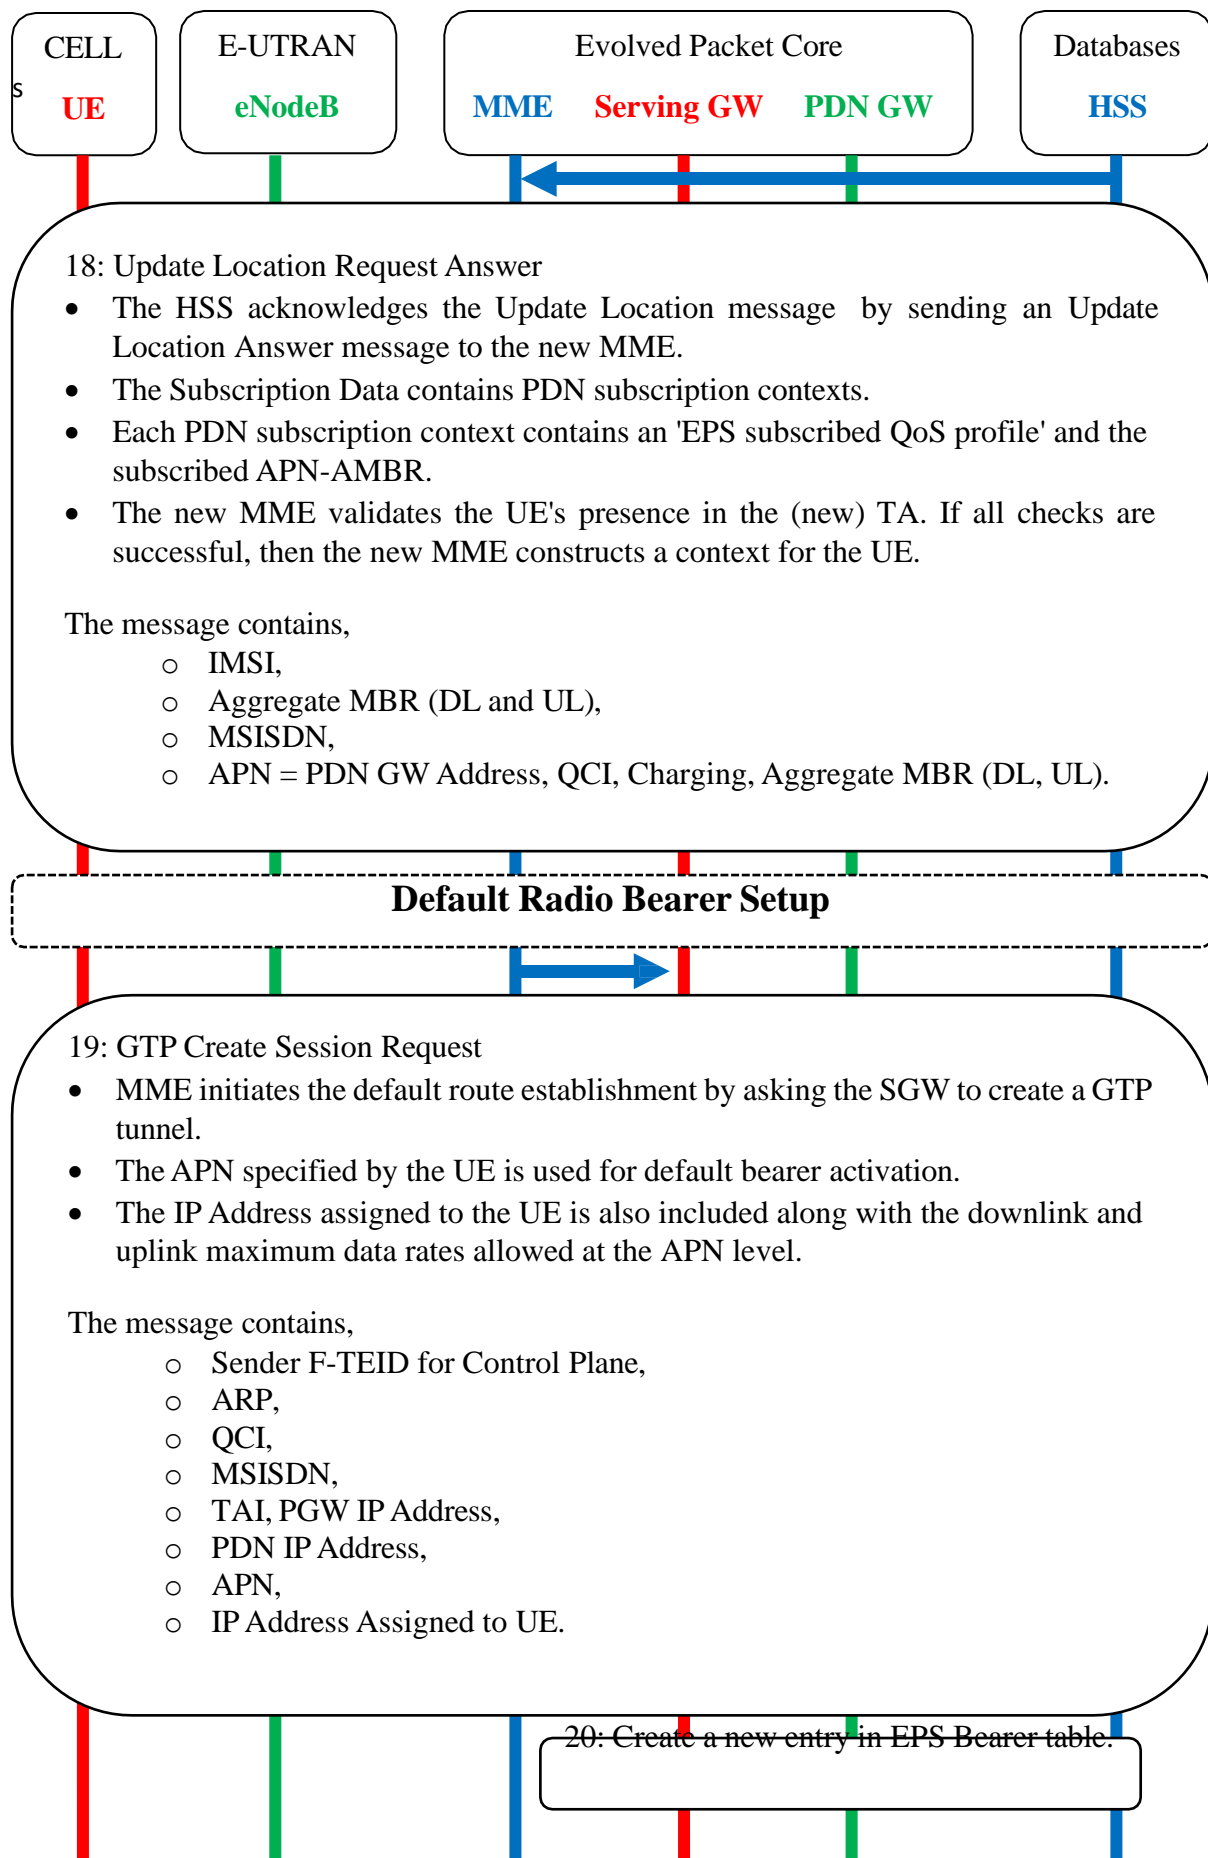 CELL
s
UE
E-UTRAN
eNodeB
Evolved Packet Core
MME Serving GW PDN GW
Databases
HSS
18: Update Location Request Answer
• The HSS acknowledges the Update Location message by sending an Update
Location Answer message to the new MME.
• The Subscription Data contains PDN subscription contexts.
• Each PDN subscription context contains an 'EPS subscribed QoS profile' and the
subscribed APN-AMBR.
• The new MME validates the UE's presence in the (new) TA. If all checks are
successful, then the new MME constructs a context for the UE.
The message contains,
o IMSI,
o Aggregate MBR (DL and UL),
o MSISDN,
o APN = PDN GW Address, QCI, Charging, Aggregate MBR (DL, UL).
Default Radio Bearer Setup
19: GTP Create Session Request
• MME initiates the default route establishment by asking the SGW to create a GTP
tunnel.
• The APN specified by the UE is used for default bearer activation.
• The IP Address assigned to the UE is also included along with the downlink and
uplink maximum data rates allowed at the APN level.
The message contains,
o Sender F-TEID for Control Plane,
o ARP,
o QCI,
o MSISDN,
o TAI, PGW IP Address,
o PDN IP Address,
o APN,
o IP Address Assigned to UE.
20: Create a new entry in EPS Bearer table.